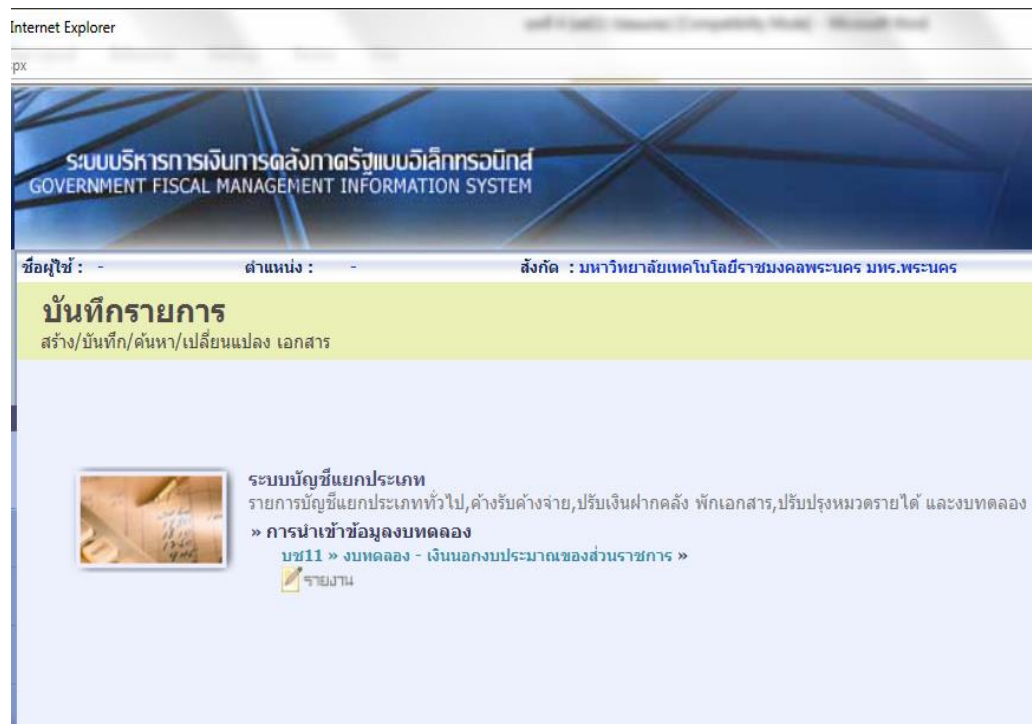 Internet Explorer
px
ระบบบริหารการเงินการคลังภาครัฐแบบอิเล็กทรอนิกส์
GOVERNMENT FISCAL MANAGEMENT INFORMATION SYSTEM
ชื่อผู้ใช้ : - ตำแหน่ง : - สังกัด : มหาวิทยาลัยเทคโนโลยีราชมงคลพระนคร มทร.พระนคร
บันทึกรายการ
สร้าง/บันทึก/ค้นหา/เปลี่ยนแปลง เอกสาร
ระบบบัญชีแยกประเภท
รายการบัญชีแยกประเภททั่วไป,ค้างรับค้างจ่าย,ปรับเงินฝากคลัง พักเอกสาร,ปรับปรุงหมวดรายได้ และงบทดลอง
» การนำเข้าข้อมูลงบทดลอง
บช11 » งบทดลอง - เงินนอกงบประมาณของส่วนราชการ »
รายงาน